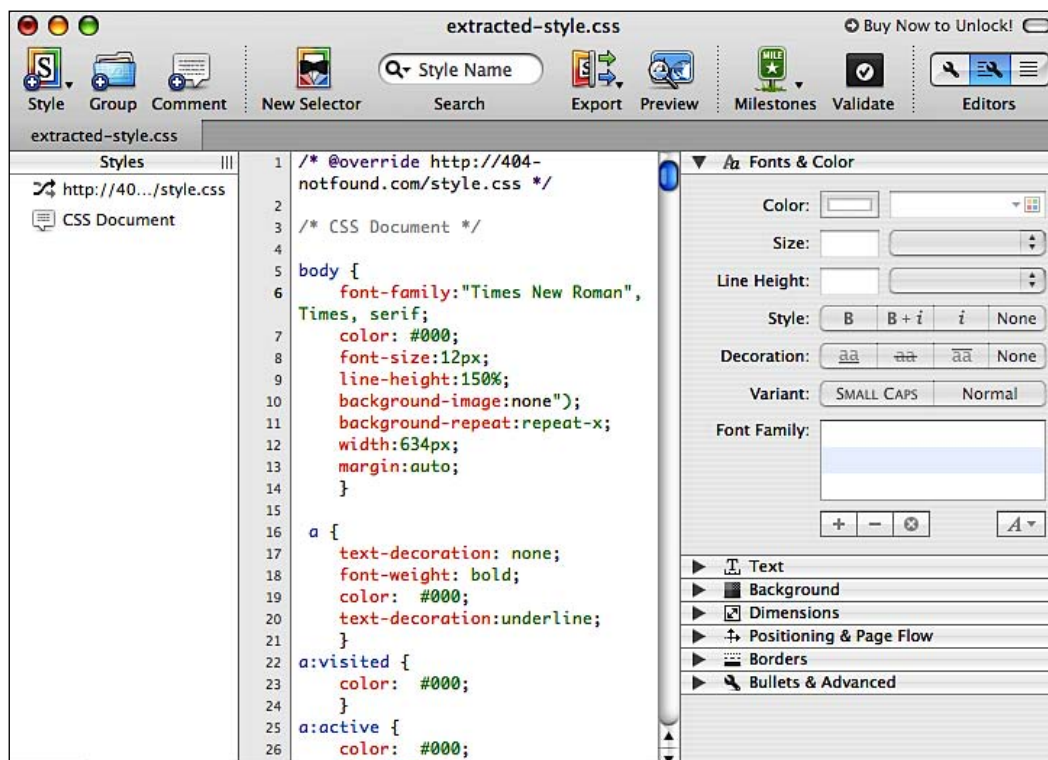 extracted-style.css
Buy Now to Unlock!
Style
Group
Comment
New Selector
Style Name
Search
Export
Preview
MILE
Milestones
Validate
Editors
extracted-style.css
Styles
http://40.../style.css
CSS Document
1 /* @override http://404-
notfound.com/style.css */
2
3 /* CSS Document */
4
5 body {
6 font-family:"Times New Roman",
Times, serif;
7 color: #000;
8 font-size:12px;
9 line-height:150%;
10 background-image:none");
11 background-repeat:repeat-x;
12 width:634px;
13 margin:auto;
14 }
15
16 a {
17 text-decoration: none;
18 font-weight: bold;
19 color:  #000;
20 text-decoration:underline;
21 }
22 a:visited {
23 color:  #000;
24 }
25 a:active {
26 color:  #000;
Aa Fonts & Color
Color:
Size:
Line Height:
Style: B B + i i None
Decoration: aa aa aa None
Variant: SMALL CAPS Normal
Font Family:
+ −
A
T Text
Background
Dimensions
Positioning & Page Flow
Borders
Bullets & Advanced